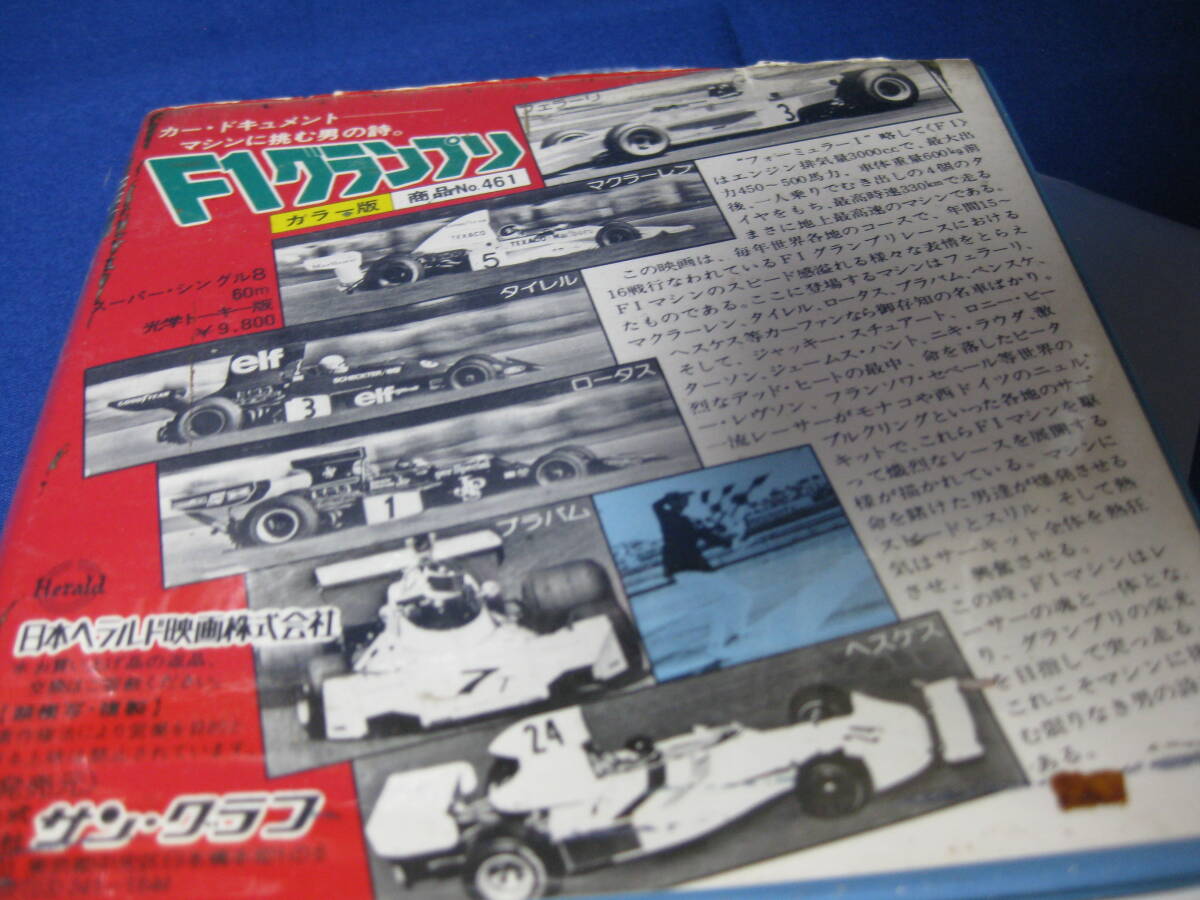 カー・ドキュメント
マシンに挑む男の詩。
F1グランプリ
カラー版
商品No.461
スーパー・シングル8
60m
光学トーキー版
¥9,800
フェラーリ
3
マクラーレン
TEXACO
TEXACO Marlboro
Marlboro
5
タイレル
elf
GOODYEAR
SCHECKTER
3
elf
ロータス
1
ブラバム
7
ヘスケス
24
"フォーミュラー1"略して〈F1〉
はエンジン排気量3000ccで、最大出
力450−500馬力、車体重量600kg前
後、一人乗りでむき出しの4個のタ
イヤをもち、最高時速330kmで走る
まさに地上最高速のマシンである。
この映画は、毎年世界各地のコースで、年間15〜
16戦行なわれているF1グランプリレースにおける
F1マシンのスピード感溢れる様々な表情をとらえ
たものである。ここに登場するマシンはフェラーリ、
マクラーレン、タイレル、ロータス、ブラバム、ペンスケ、
ヘスケス等カーファンなら御存知の名車ばかり。
そして、ジャッキー・スチュアート、ロニー・ピー
ターソン、ジェームス・ハント、ニキ・ラウダ、激
烈なデッド・ヒートの最中、命を落したピータ
ー・レヴソン、フランソワ・セベール等世界の
一流レーサーがモナコや西ドイツのニュル
ブルクリングといった各地のサー
キットで、これらF1マシンを駆
って熾烈なレースを展開する
様が描かれている。マシンに
命を賭けた男達が爆発させる
スピードとスリル、そして熱
気はサーキット全体を熱狂
させ、興奮させる。
この時、F1マシンはレ
ーサーの魂と一体とな
り、グランプリの栄光
を目指して突っ走る。
これこそマシンに挑
む限りなき男の詩
ある。
Herald
日本ヘラルド映画株式会社
サン・クラフ